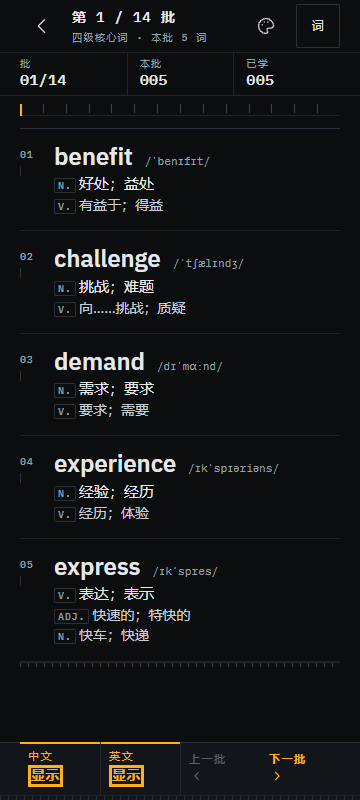 第 1 / 14 批
四级核心词 · 本批 5 词
词
批
01/14
本批
005
已学
005
01
benefit /ˈbenɪfɪt/
N. 好处; 益处
V. 有益于; 得益
02
challenge /ˈtʃælɪndʒ/
N. 挑战; 难题
V. 向……挑战; 质疑
03
demand /dɪˈmɑːnd/
N. 需求; 要求
V. 要求; 需要
04
experience /ɪkˈspɪəriəns/
N. 经验; 经历
V. 经历; 体验
05
express /ɪkˈspres/
V. 表达; 表示
ADJ. 快速的; 特快的
N. 快车; 快递
中文
显示
英文
显示
上一批
下一批